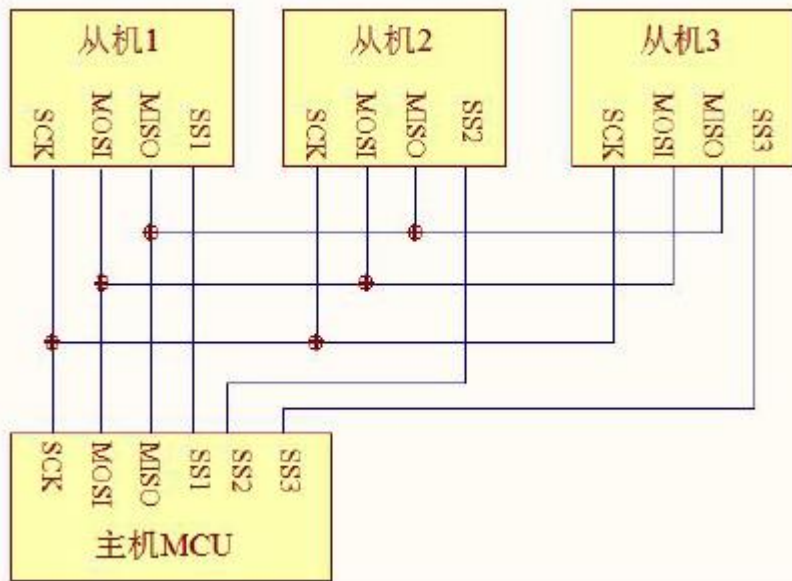 从机1
从机2
从机3
SCK
MOSI
MISO
SS1
SCK
MOSI
MISO
SS2
SCK
MOSI
MISO
SS3
SCK
MOSI
MISO
SS1
SS2
SS3
主机MCU